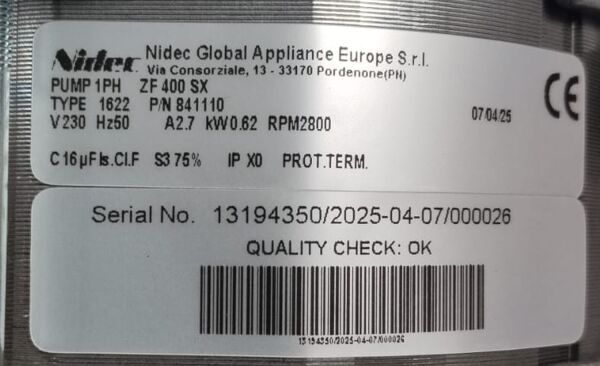 Nidec Nidec Global Appliance Europe S.r.l.
Via Consorziale, 13 - 33170 Pordenone(PN)
PUMP 1PH ZF 400 SX
TYPE 1622 P/N 841110
V 230 Hz50 A2.7 kW0.62 RPM2800
07/04/25
CE
C 16 µF Is.Cl.F S3 75% IP X0 PROT.TERM.
Serial No. 13194350/2025-04-07/000026
QUALITY CHECK: OK
13194350/2025-04-07/000026